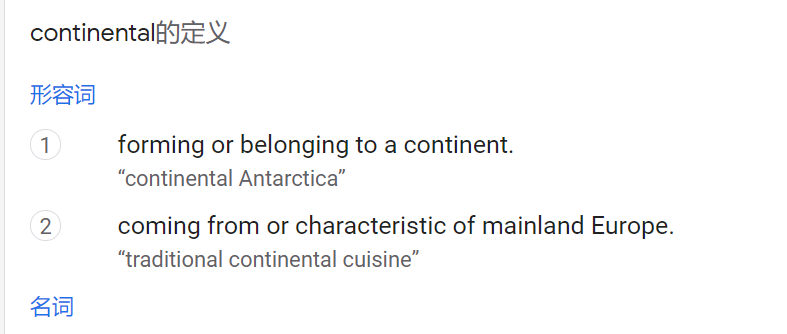 continental的定义
形容词
1 forming or belonging to a continent.
“continental Antarctica”
2 coming from or characteristic of mainland Europe.
“traditional continental cuisine”
名词